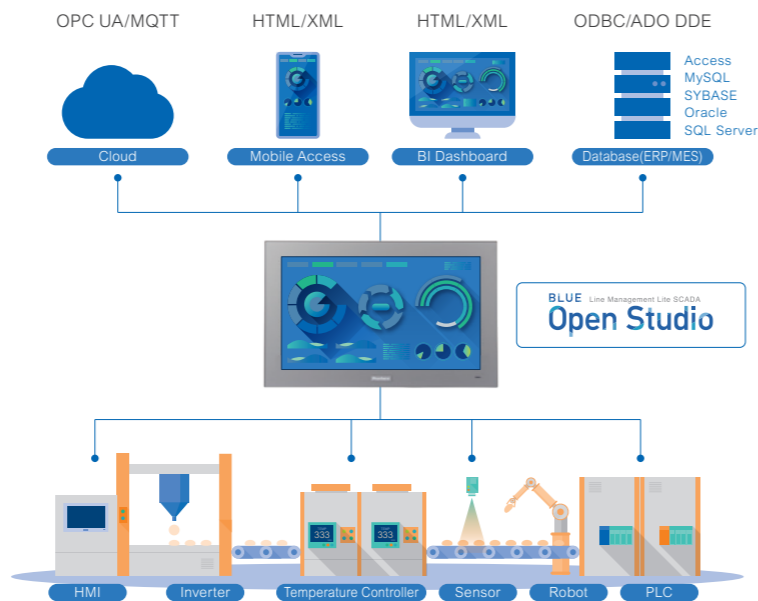 OPC UA/MQTT
HTML/XML
HTML/XML
ODBC/ADO DDE
Access
MySQL
SYBASE
Oracle
SQL Server
Cloud
Mobile Access
BI Dashboard
Database(ERP/MES)
BLUE Line Management Lite SCADA
Open Studio
333
333
HMI
Inverter
Temperature Controller
Sensor
Robot
PLC